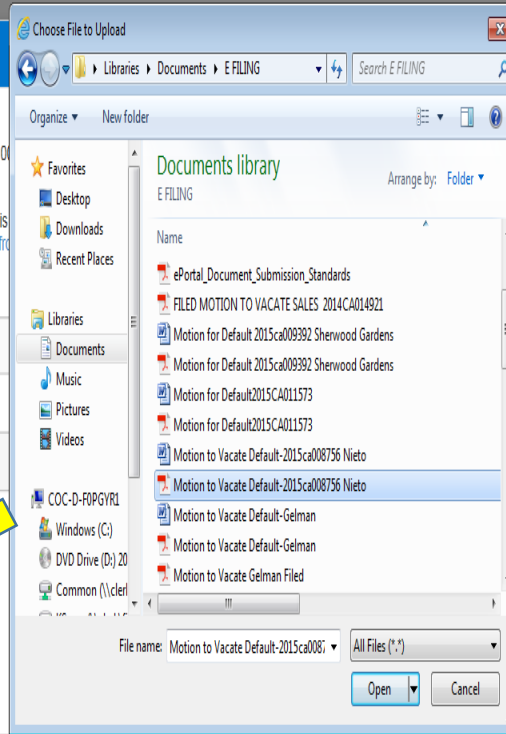 Choose File to Upload
Libraries Documents E FILING Search E FILING
Organize New folder
Favorites
Desktop
Downloads
Recent Places
Libraries
Documents
Music
Pictures
Videos
COC-D-F0PGYR1
Windows (C:)
DVD Drive (D:) 20
Common (\\cler
Documents library
E FILING
Arrange by: Folder
Name
ePortal_Document_Submission_Standards
FILED MOTION TO VACATE SALES 2014CA014921
Motion for Default 2015ca009392 Sherwood Gardens
Motion for Default 2015ca009392 Sherwood Gardens
Motion for Default2015CA011573
Motion for Default2015CA011573
Motion to Vacate Default-2015ca008756 Nieto
Motion to Vacate Default-2015ca008756 Nieto
Motion to Vacate Default-Gelman
Motion to Vacate Default-Gelman
Motion to Vacate Gelman Filed
File name: Motion to Vacate Default-2015ca0087 All Files (*.*)
Open Cancel